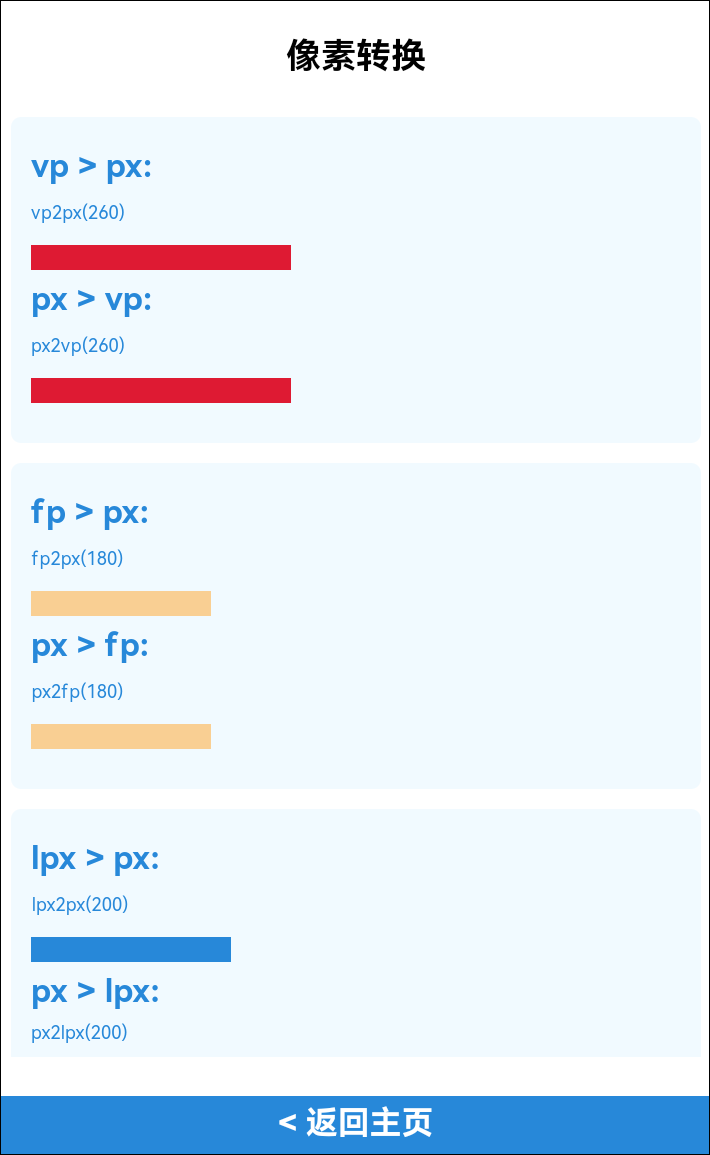 像素转换
vp > px:
vp2px(260)
px > vp:
px2vp(260)
fp > px:
fp2px(180)
px > fp:
px2fp(180)
lpx > px:
lpx2px(200)
px > lpx:
px2lpx(200)
< 返回主页